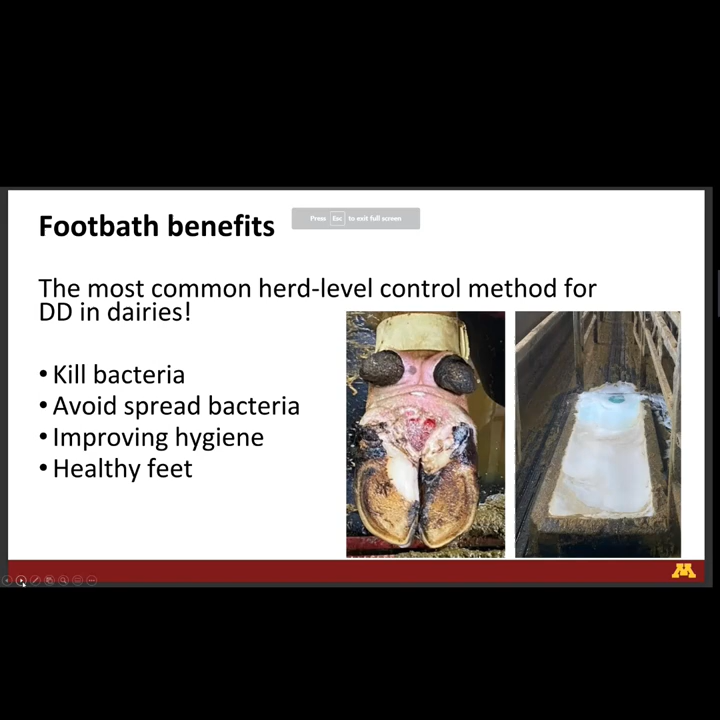 Footbath benefits
Press Esc to exit full screen
The most common herd-level control method for
DD in dairies!
• Kill bacteria
• Avoid spread bacteria
• Improving hygiene
• Healthy feet
M